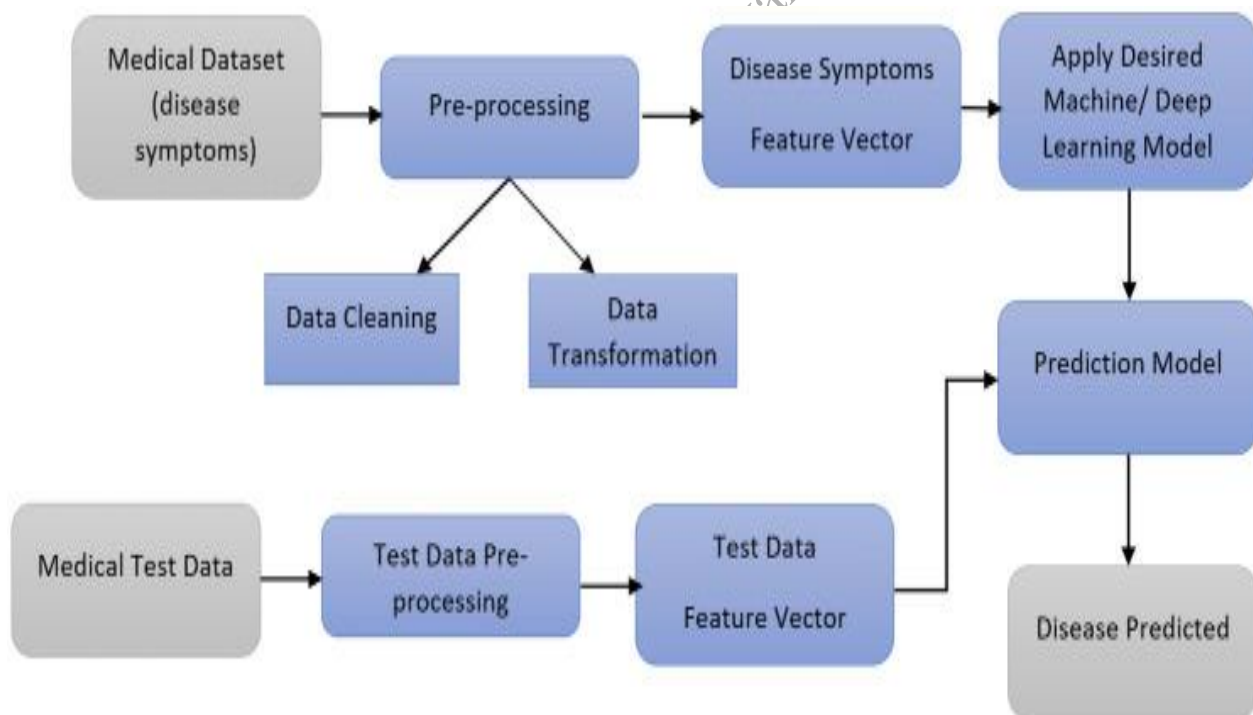 Medical Dataset
(disease
symptoms)
Pre-processing
Disease Symptoms
Feature Vector
Apply Desired
Machine/ Deep
Learning Model
Data Cleaning
Data
Transformation
Prediction Model
Medical Test Data
Test Data Pre-
processing
Test Data
Feature Vector
Disease Predicted